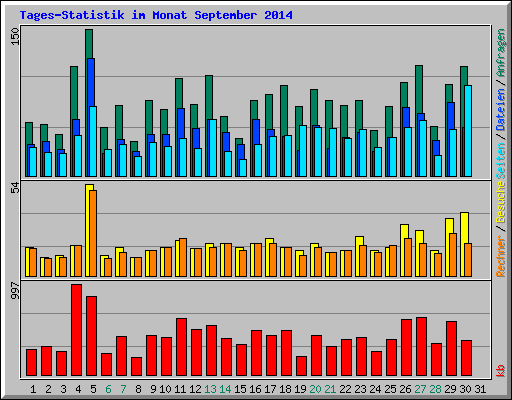 Tages-Statistik im Monat September 2014
150
54
997
Rechner / Besuche Seiten / Dateien / Anfragen
kb
1 2 3 4 5 6 7 8 9 10 11 12 13 14 15 16 17 18 19 20 21 22 23 24 25 26 27 28 29 30 31